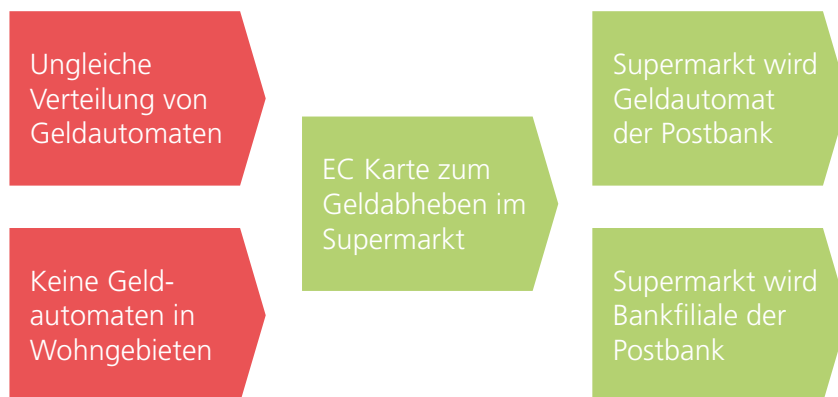 Ungleiche
Verteilung von
Geldautomaten
Keine Geld-
automaten in
Wohngebieten
EC Karte zum
Geldabheben im
Supermarkt
Supermarkt wird
Geldautomat
der Postbank
Supermarkt wird
Bankfiliale der
Postbank